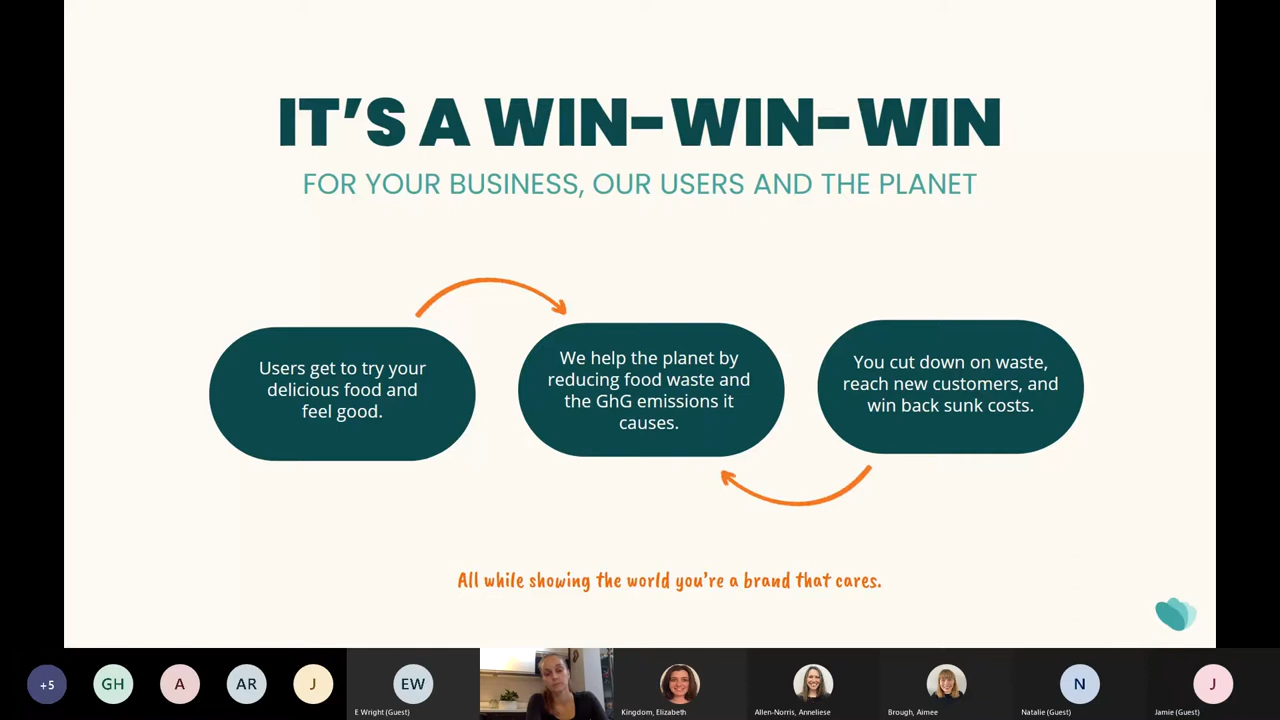 IT'S A WIN-WIN-WIN
FOR YOUR BUSINESS, OUR USERS AND THE PLANET
Users get to try your
delicious food and
feel good.
We help the planet by
reducing food waste and
the GhG emissions it
causes.
You cut down on waste,
reach new customers, and
win back sunk costs.
All while showing the world you're a brand that cares.
+5
GH
A
AR
J
EW
N
J
E Wright (Guest)
Kingdom, Elizabeth
Allen-Norris, Anneliese
Brough, Aimee
Natalie (Guest)
Jamie (Guest)